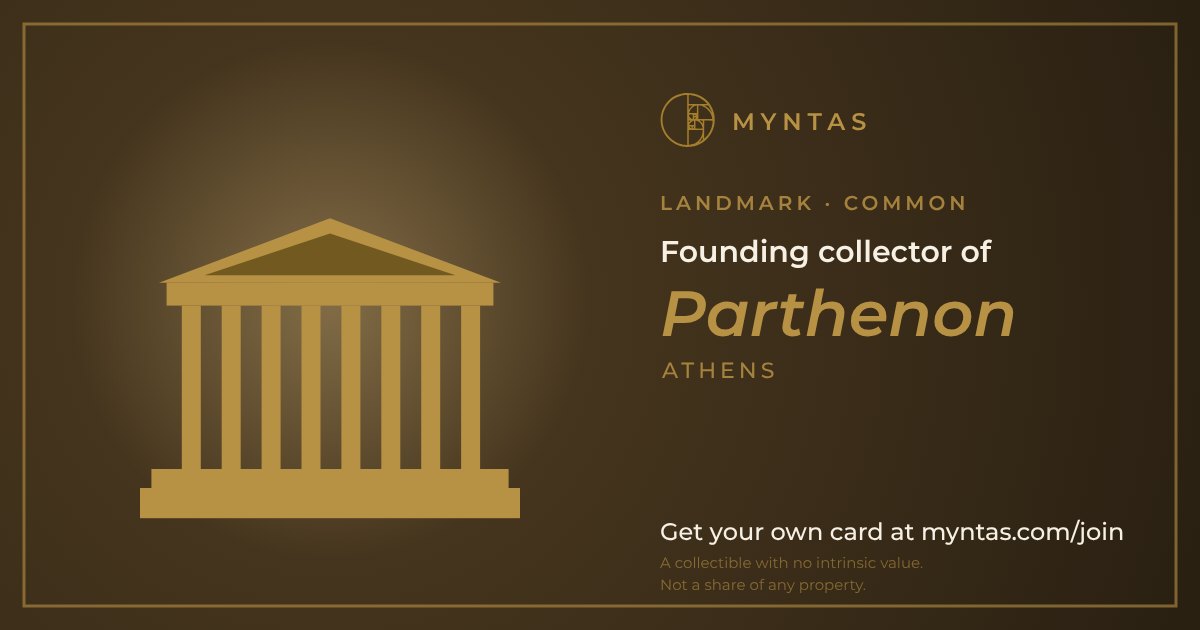 MYNTAS
LANDMARK · COMMON
Founding collector of
Parthenon
ATHENS
Get your own card at myntas.com/join
A collectible with no intrinsic value.
Not a share of any property.